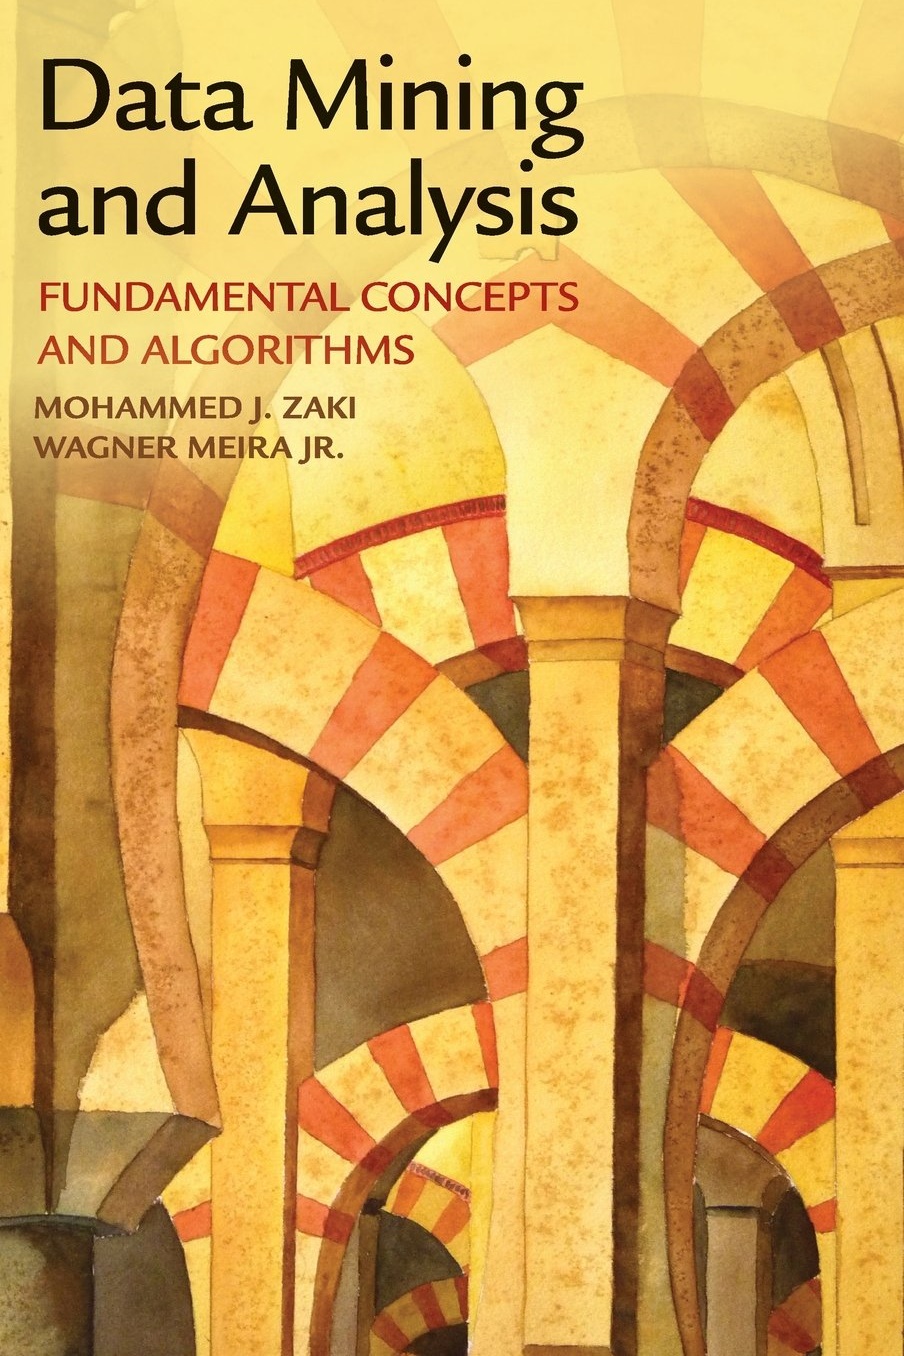 Data Mining
and Analysis
FUNDAMENTAL CONCEPTS
AND ALGORITHMS
MOHAMMED J. ZAKI
WAGNER MEIRA JR.